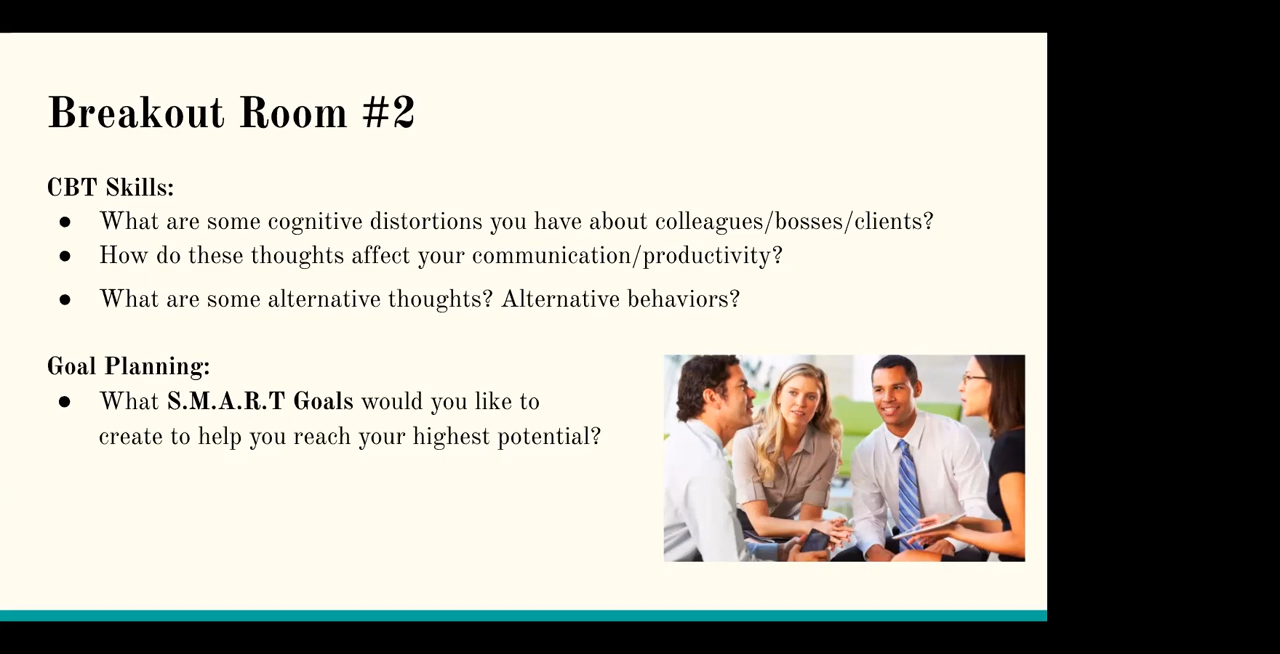 Breakout Room #2
CBT Skills:
● What are some cognitive distortions you have about colleagues/bosses/clients?
● How do these thoughts affect your communication/productivity?
● What are some alternative thoughts? Alternative behaviors?
Goal Planning:
● What S.M.A.R.T Goals would you like to
create to help you reach your highest potential?